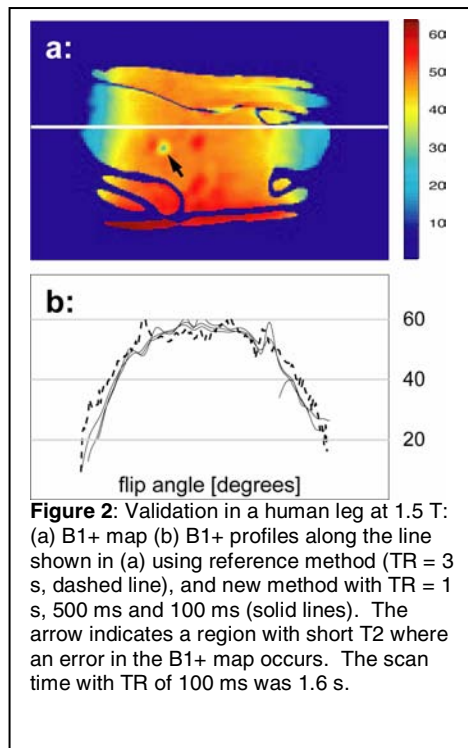 a:
60
50
40
30
20
10
b:
60
40
20
flip angle [degrees]
Figure 2: Validation in a human leg at 1.5 T:
(a) B1+ map (b) B1+ profiles along the line
shown in (a) using reference method (TR = 3
s, dashed line), and new method with TR = 1
s, 500 ms and 100 ms (solid lines).  The
arrow indicates a region with short T2 where
an error in the B1+ map occurs.  The scan
time with TR of 100 ms was 1.6 s.